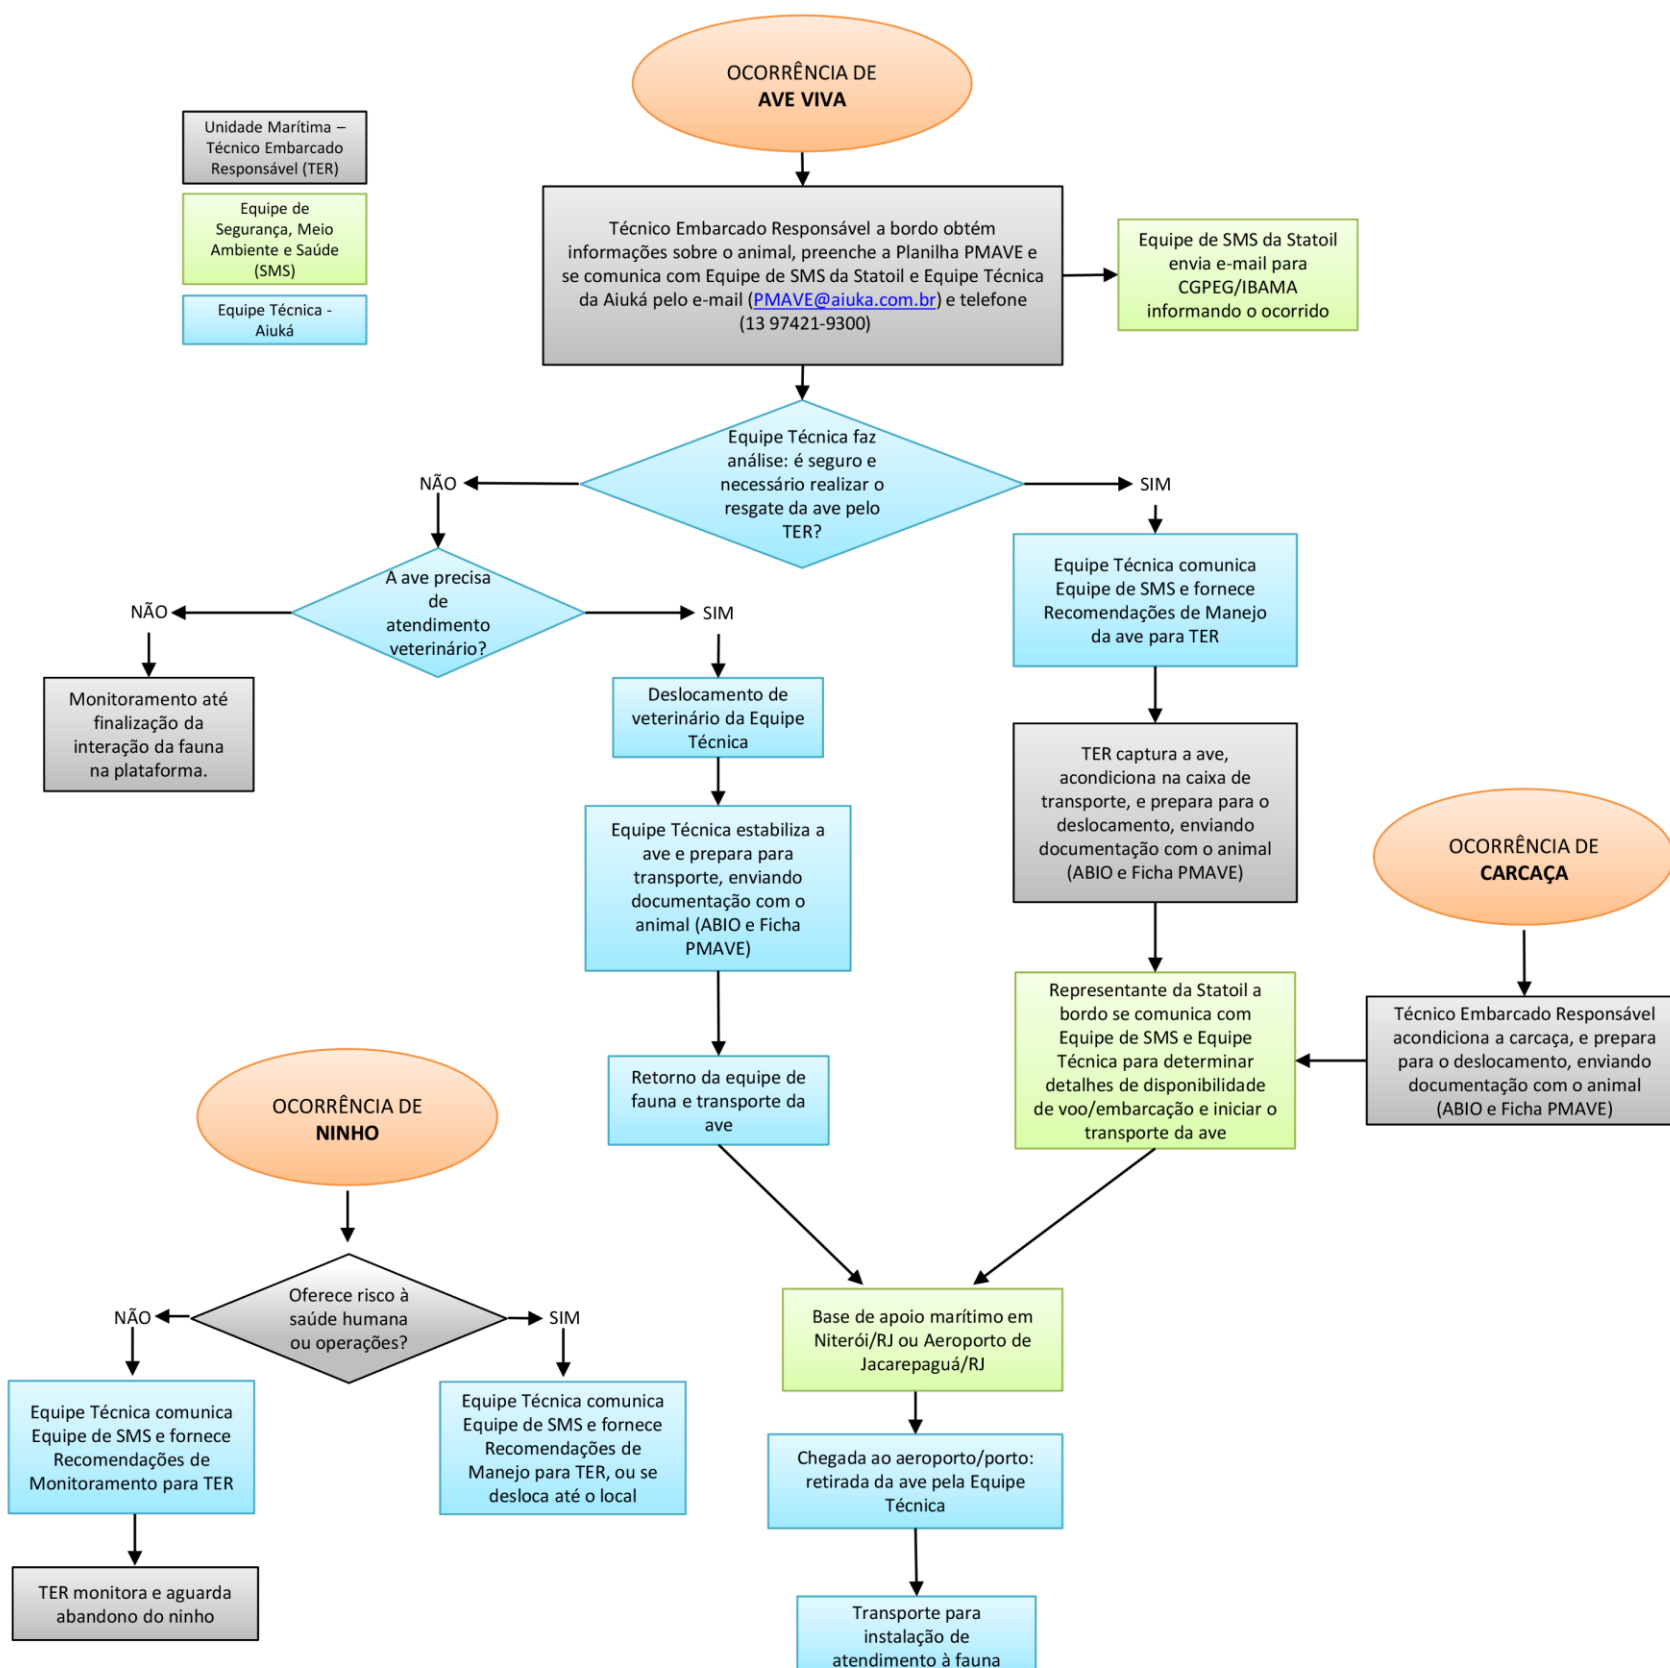 OCORRÊNCIA DE
AVE VIVA
Unidade Marítima –
Técnico Embarcado
Responsável (TER)
Equipe de
Segurança, Meio
Ambiente e Saúde
(SMS)
Equipe Técnica -
Aiuká
Técnico Embarcado Responsável a bordo obtém
informações sobre o animal, preenche a Planilha PMAVE e
se comunica com Equipe de SMS da Statoil e Equipe Técnica
da Aiuká pelo e-mail (PMAVE@aiuka.com.br) e telefone
(13 97421-9300)
Equipe de SMS da Statoil
envia e-mail para
CGPEG/IBAMA
informando o ocorrido
Equipe Técnica faz
análise: é seguro e
necessário realizar o
resgate da ave pelo
TER?
NÃO
SIM
A ave precisa
de
atendimento
veterinário?
NÃO
SIM
Monitoramento até
finalização da
interação da fauna
na plataforma.
Deslocamento de
veterinário da Equipe
Técnica
Equipe Técnica estabiliza a
ave e prepara para
transporte, enviando
documentação com o
animal (ABIO e Ficha
PMAVE)
Retorno da equipe de
fauna e transporte da
ave
Equipe Técnica comunica
Equipe de SMS e fornece
Recomendações de Manejo
da ave para TER
TER captura a ave,
acondiciona na caixa de
transporte, e prepara para o
deslocamento, enviando
documentação com o animal
(ABIO e Ficha PMAVE)
Representante da Statoil a
bordo se comunica com
Equipe de SMS e Equipe
Técnica para determinar
detalhes de disponibilidade
de voo/embarcação e iniciar o
transporte da ave
OCORRÊNCIA DE
CARCAÇA
Técnico Embarcado Responsável
acondiciona a carcaça, e prepara
para o deslocamento, enviando
documentação com o animal
(ABIO e Ficha PMAVE)
OCORRÊNCIA DE
NINHO
Oferece risco à
saúde humana
ou operações?
NÃO
SIM
Equipe Técnica comunica
Equipe de SMS e fornece
Recomendações de
Monitoramento para TER
TER monitora e aguarda
abandono do ninho
Equipe Técnica comunica
Equipe de SMS e fornece
Recomendações de
Manejo para TER, ou se
desloca até o local
Base de apoio marítimo em
Niterói/RJ ou Aeroporto de
Jacarepaguá/RJ
Chegada ao aeroporto/porto:
retirada da ave pela Equipe
Técnica
Transporte para
instalação de
atendimento à fauna